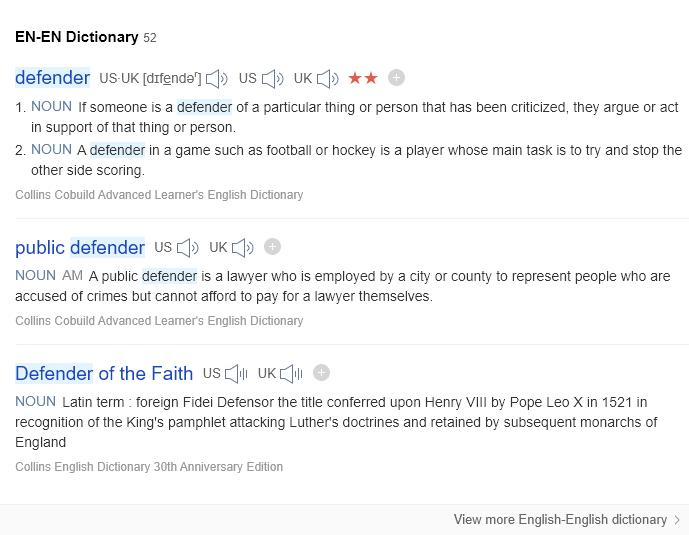 EN-EN Dictionary 52
defender US·UK [dɪfendəʳ] US UK ★★
1. NOUN If someone is a defender of a particular thing or person that has been criticized, they argue or act
in support of that thing or person.
2. NOUN A defender in a game such as football or hockey is a player whose main task is to try and stop the
other side scoring.
Collins Cobuild Advanced Learner's English Dictionary
public defender US UK
NOUN AM A public defender is a lawyer who is employed by a city or county to represent people who are
accused of crimes but cannot afford to pay for a lawyer themselves.
Collins Cobuild Advanced Learner's English Dictionary
Defender of the Faith US UK
NOUN Latin term : foreign Fidei Defensor the title conferred upon Henry VIII by Pope Leo X in 1521 in
recognition of the King's pamphlet attacking Luther's doctrines and retained by subsequent monarchs of
England
Collins English Dictionary 30th Anniversary Edition
View more English-English dictionary >